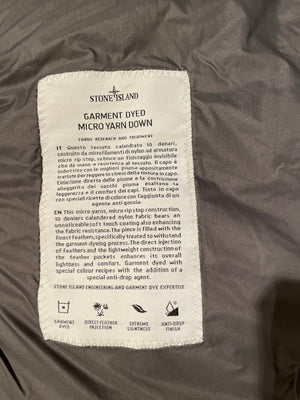 STONE ISLAND
GARMENT DYED
MICRO YARN DOWN
FABRIC RESEARCH AND TREATMENT
IT Questo tessuto calandrato 10 denari,
costruito da microfilamenti di nylon ad armatura
micro rip stop, subisce un finissaggio invisibile
che dà mano e resistenza al tessuto. Il capo è
imbottito con le migliori piume appositamente
trattate per reggere lo stress della tintura in capo.
L'iniezione diretta delle piume e la costruzione
alleggerita dei sacchi piuma esaltano la
leggerezza e il comfort dei capi. Tinto in capo
con speciali ricette di colore con l'aggiunta di un
agente anti goccia.
EN This micro yarns, micro rip-stop construction,
10 deniers calendered nylon fabric bears an
unnoticeable soft touch coating also enhancing
the fabric resistance. The piece is filled with the
finest feathers, specifically treated to withstand
the garment-dyeing process. The direct injection
of feathers and the lightweight construction of
the feather pockets enhances its overall
lightness and comfort. Garment dyed with
special colour recipes with the addition of a
special anti-drop agent.
STONE ISLAND ENGINEERING AND GARMENT DYE EXPERTISE
GARMENT DYED
DIRECT FEATHER INJECTION
EXTREME LIGHTNESS
ANTI-DROP FINISH